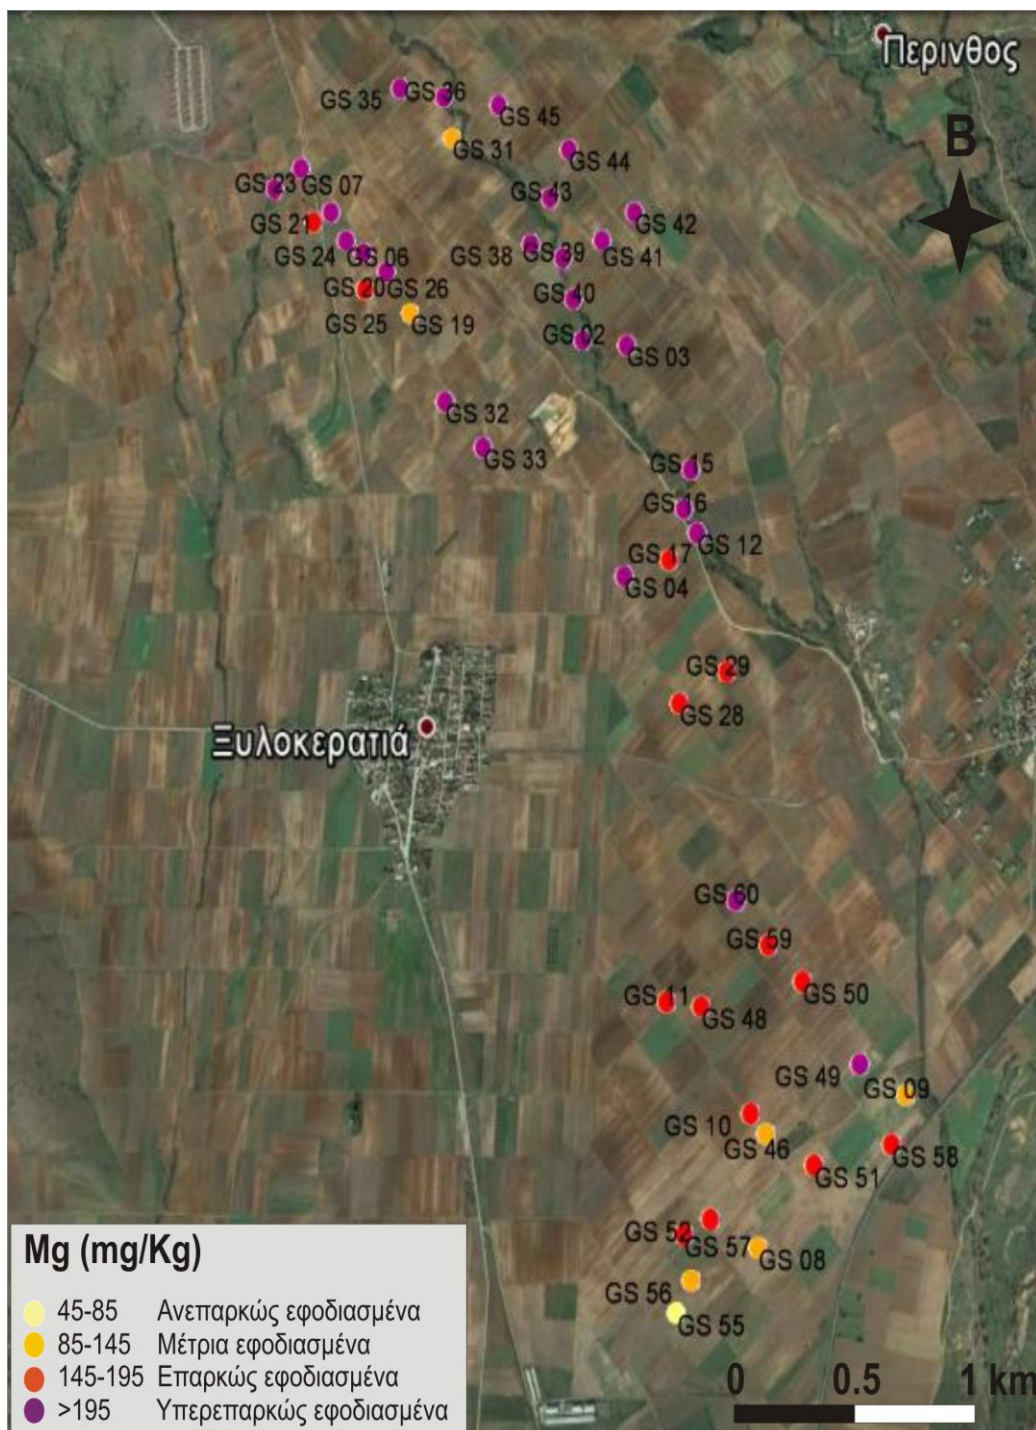 Περινθος
GS 35
GS 36
GS 45
GS 31
GS 44
B
GS 23
GS 07
GS 43
GS 42
GS 21
GS 24
GS 06
GS 38
GS 39
GS 41
GS 20
GS 26
GS 40
GS 25
GS 19
GS 02
GS 03
GS 32
GS 33
GS 15
GS 16
GS 12
GS 17
GS 04
GS 29
GS 28
Ξυλοκερατιά
GS 60
GS 59
GS 50
GS 11
GS 48
GS 49
GS 09
GS 10
GS 46
GS 58
GS 51
GS 52
GS 57
GS 08
GS 56
GS 55
Mg (mg/Kg)
45-85 Ανεπαρκώς εφοδιασμένα
85-145 Μέτρια εφοδιασμένα
145-195 Επαρκώς εφοδιασμένα
>195 Υπερεπαρκώς εφοδιασμένα
0 0.5 1 km